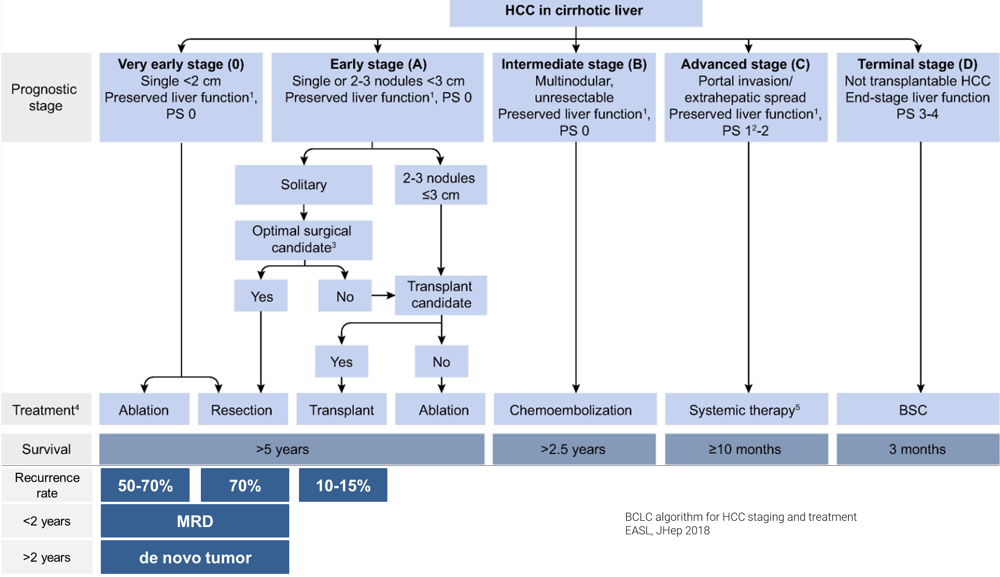 HCC in cirrhotic liver
Prognostic
stage
Very early stage (0)
Single <2 cm
Preserved liver function¹,
PS 0
Early stage (A)
Single or 2-3 nodules <3 cm
Preserved liver function¹, PS 0
Intermediate stage (B)
Multinodular,
unresectable
Preserved liver function¹,
PS 0
Advanced stage (C)
Portal invasion/
extrahepatic spread
Preserved liver function¹,
PS 1²-2
Terminal stage (D)
Not transplantable HCC
End-stage liver function
PS 3-4
Solitary
2-3 nodules
≤3 cm
Optimal surgical
candidate³
Yes
No
Transplant
candidate
Yes
No
Treatment⁴
Ablation
Resection
Transplant
Ablation
Chemoembolization
Systemic therapy⁵
BSC
Survival
>5 years
>2.5 years
≥10 months
3 months
Recurrence
rate
50-70%
70%
10-15%
<2 years
MRD
>2 years
de novo tumor
BCLC algorithm for HCC staging and treatment
EASL, JHep 2018